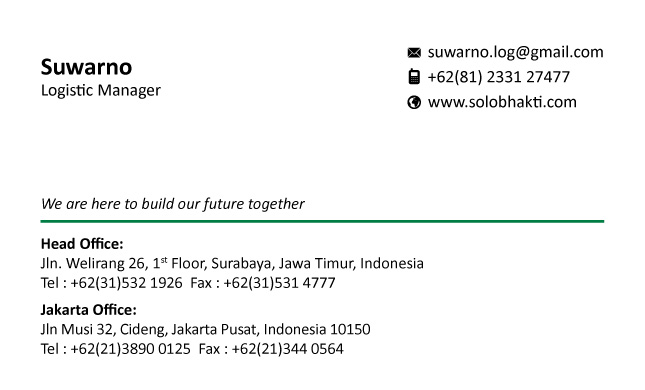 Suwarno
Logistic Manager
suwarno.log@gmail.com
+62(81) 2331 27477
www.solobhakti.com
We are here to build our future together
Head Office:
Jln. Welirang 26, 1st Floor, Surabaya, Jawa Timur, Indonesia
Tel : +62(31)532 1926  Fax : +62(31)531 4777
Jakarta Office:
Jln Musi 32, Cideng, Jakarta Pusat, Indonesia 10150
Tel : +62(21)3890 0125  Fax : +62(21)344 0564